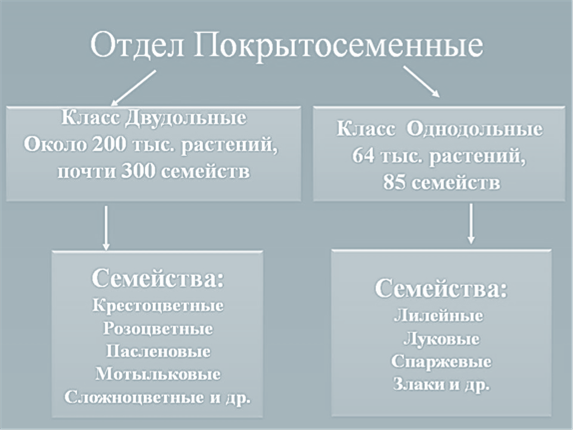 Отдел Покрытосеменные
Класс Двудольные
Около 200 тыс. растений,
почти 300 семейств
Класс Однодольные
64 тыс. растений,
85 семейств
Семейства:
Крестоцветные
Розоцветные
Пасленовые
Мотыльковые
Сложноцветные и др.
Семейства:
Лилейные
Луковые
Спаржевые
Злаки и др.